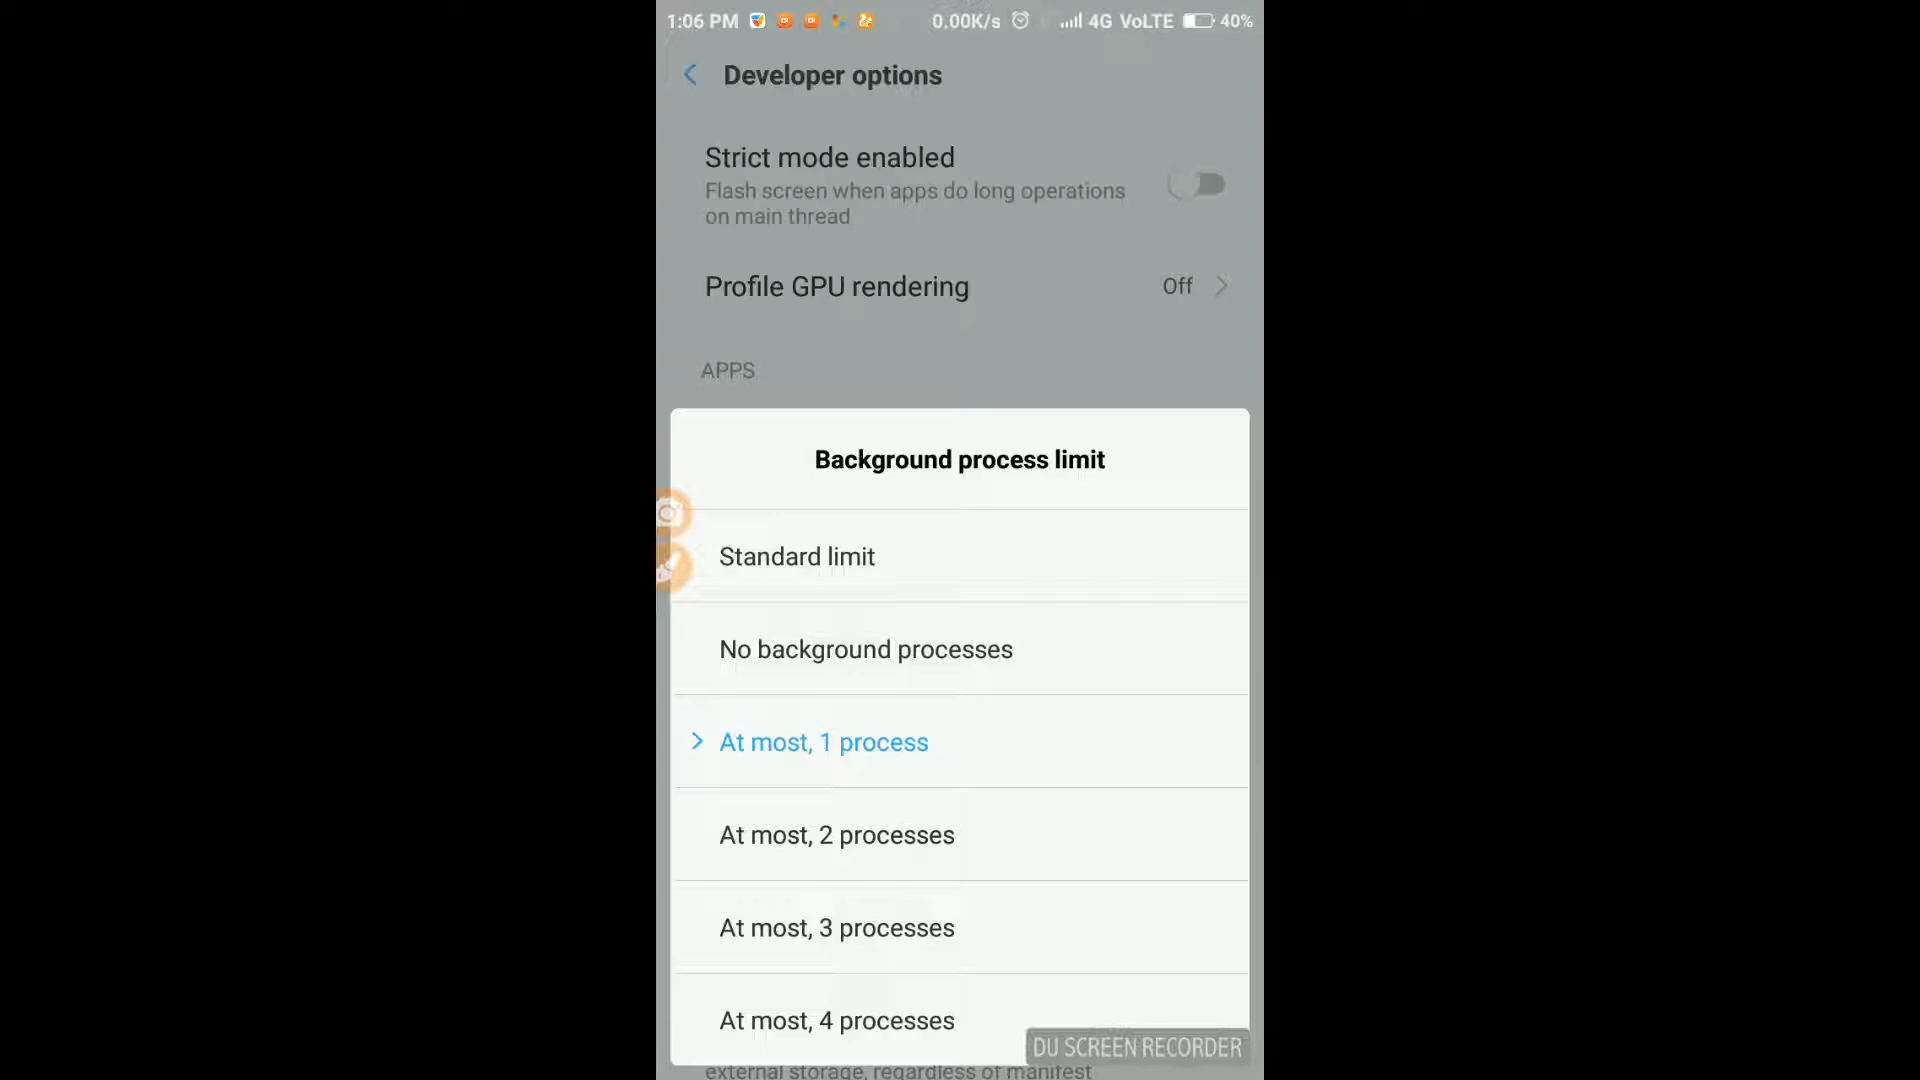 1:06 PM 0.00K/s 4G VoLTE 40%
Developer options
Strict mode enabled
Flash screen when apps do long operations
on main thread
Profile GPU rendering Off
APPS
Background process limit
Standard limit
No background processes
At most, 1 process
At most, 2 processes
At most, 3 processes
At most, 4 processes
DU SCREEN RECORDER
external storage, regardless of manifest